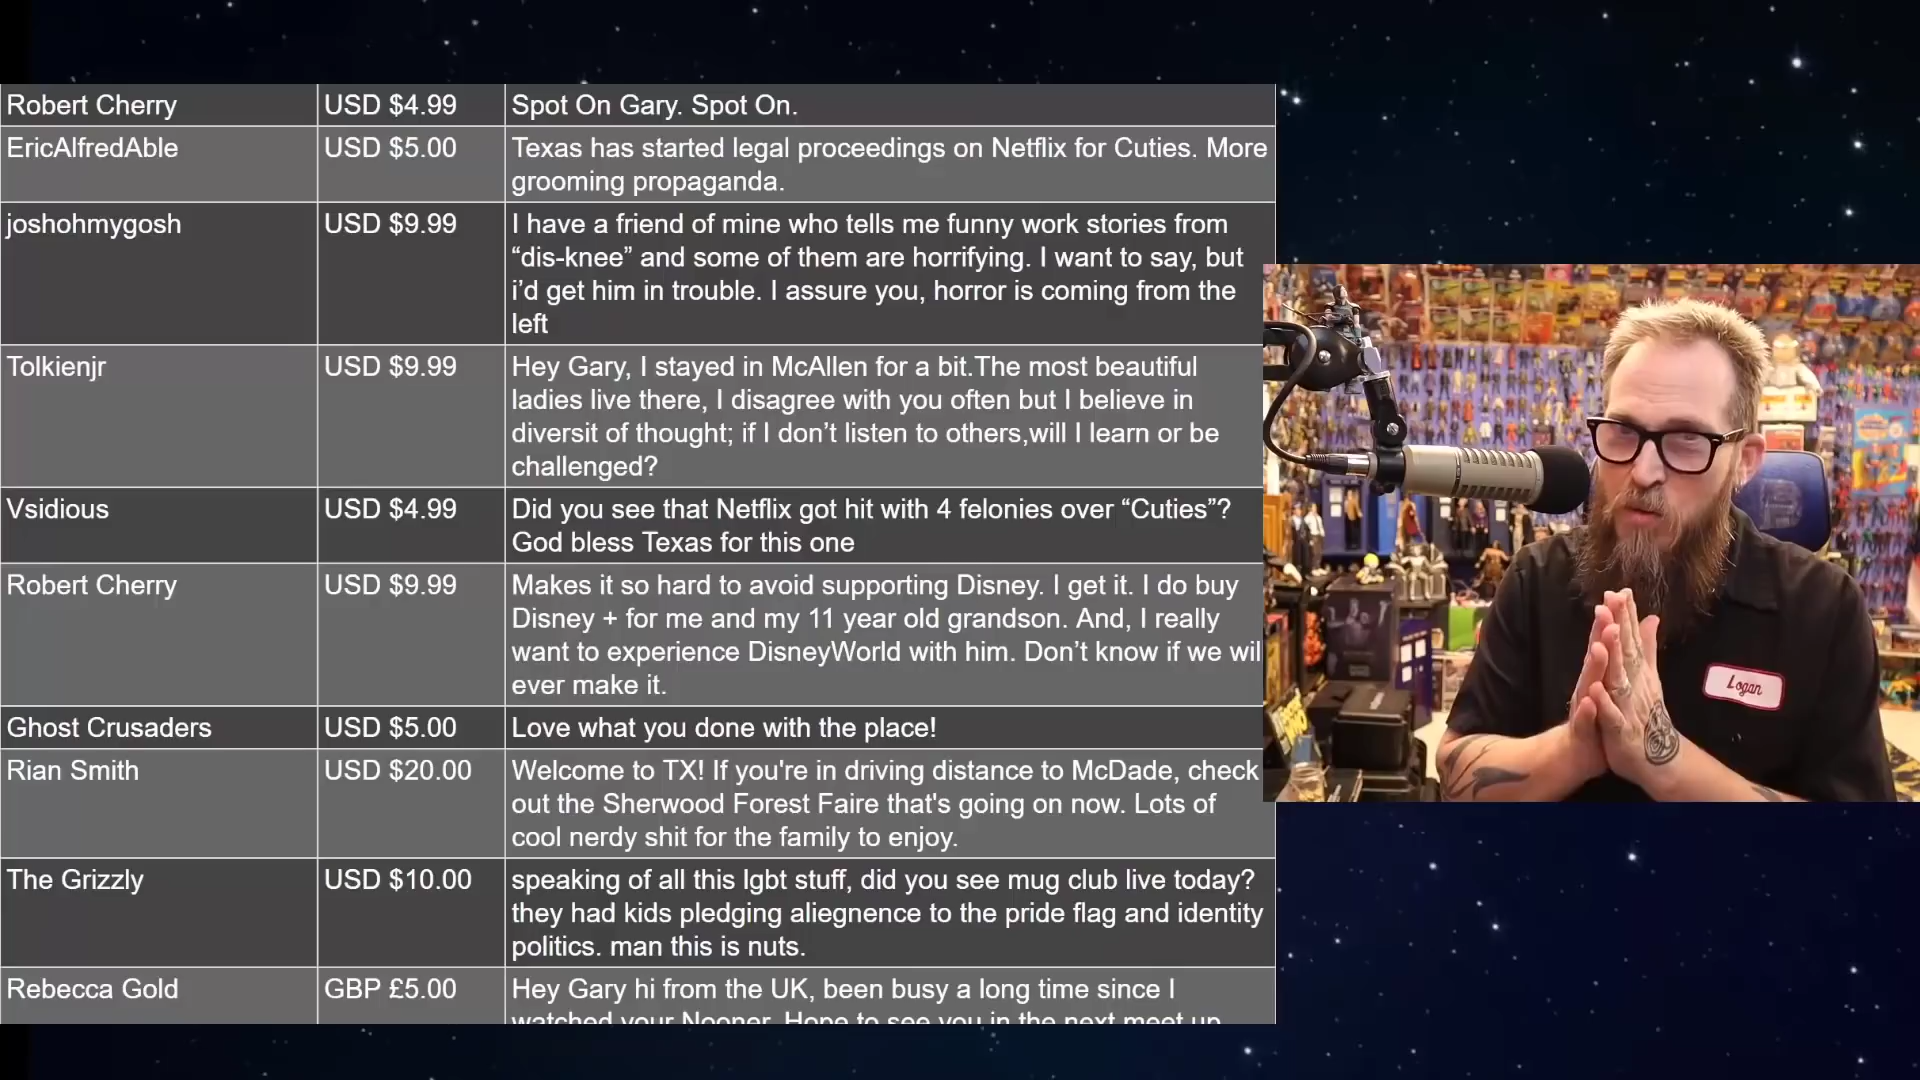 Robert Cherry USD $4.99 Spot On Gary. Spot On.
EricAlfredAble USD $5.00 Texas has started legal proceedings on Netflix for Cuties. More
grooming propaganda.
joshohmygosh USD $9.99 I have a friend of mine who tells me funny work stories from
“dis-knee” and some of them are horrifying. I want to say, but
i’d get him in trouble. I assure you, horror is coming from the
left
Tolkienjr USD $9.99 Hey Gary, I stayed in McAllen for a bit.The most beautiful
ladies live there, I disagree with you often but I believe in
diversit of thought; if I don’t listen to others,will I learn or be
challenged?
Vsidious USD $4.99 Did you see that Netflix got hit with 4 felonies over “Cuties”?
God bless Texas for this one
Robert Cherry USD $9.99 Makes it so hard to avoid supporting Disney. I get it. I do buy
Disney + for me and my 11 year old grandson. And, I really
want to experience DisneyWorld with him. Don’t know if we wil
ever make it.
Ghost Crusaders USD $5.00 Love what you done with the place!
Rian Smith USD $20.00 Welcome to TX! If you're in driving distance to McDade, check
out the Sherwood Forest Faire that's going on now. Lots of
cool nerdy shit for the family to enjoy.
The Grizzly USD $10.00 speaking of all this lgbt stuff, did you see mug club live today?
they had kids pledging aliegnence to the pride flag and identity
politics. man this is nuts.
Rebecca Gold GBP £5.00 Hey Gary hi from the UK, been busy a long time since I
watched your Nooner. Hope to see you in the next meet up
Logan